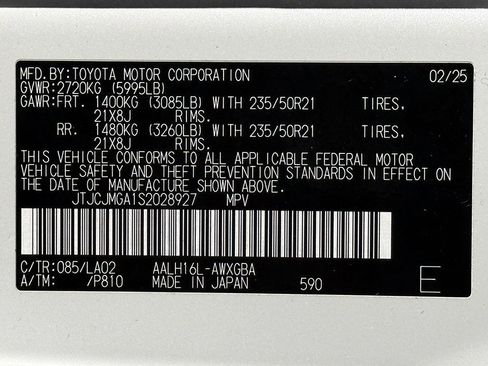 MFD.BY:TOYOTA MOTOR CORPORATION 02/25
GVWR:2720KG (5995LB)
GAWR:FRT. 1400KG (3085LB) WITH 235/50R21 TIRES,
21X8J RIMS.
RR. 1480KG (3260LB) WITH 235/50R21 TIRES,
21X8J RIMS.
THIS VEHICLE CONFORMS TO ALL APPLICABLE FEDERAL MOTOR
VEHICLE SAFETY AND THEFT PREVENTION STANDARDS IN EFFECT ON THE
DATE OF MANUFACTURE SHOWN ABOVE.
JTJCJMGA1S2028927 MPV
C/TR:085/LA02 AALH16L-AWXGBA
A/TM: /P810 MADE IN JAPAN 590 E